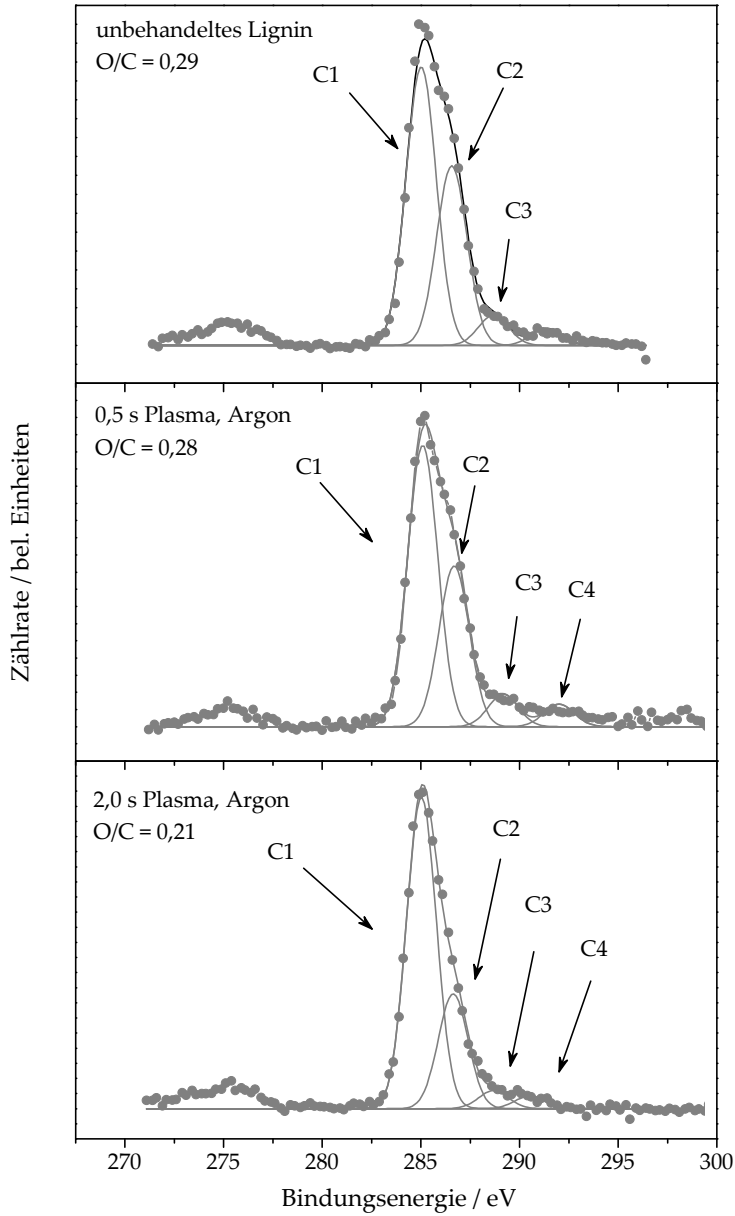 unbehandeltes Lignin
O/C = 0,29
C1
C2
C3
0,5 s Plasma, Argon
O/C = 0,28
C1
C2
C3
C4
2,0 s Plasma, Argon
O/C = 0,21
C1
C2
C3
C4
Zählrate / bel. Einheiten
270 275 280 285 290 295 300
Bindungsenergie / eV